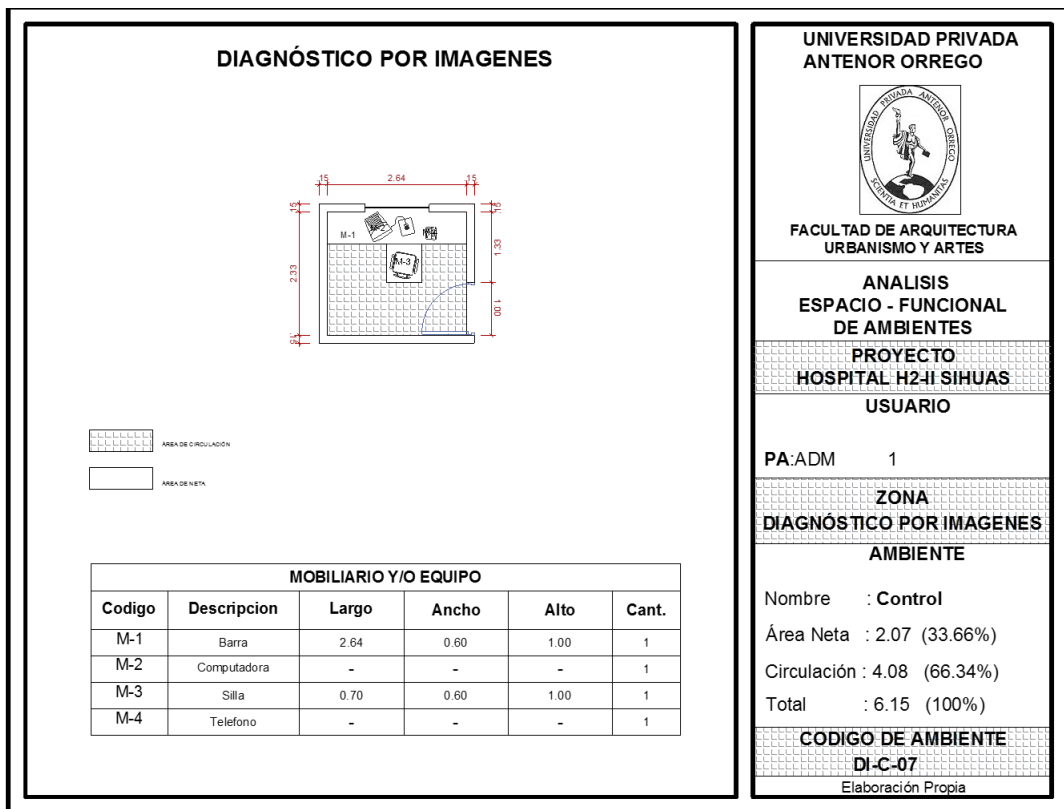 DIAGNÓSTICO POR IMAGENES
15 2.64 15
15
15
M-1
M-3
2.33
1.33
1.00
.15
ÁREA DE CIRCULACIÓN
ÁREA DE NETA
MOBILIARIO Y/O EQUIPO
Codigo Descripcion Largo Ancho Alto Cant.
M-1 Barra 2.64 0.60 1.00 1
M-2 Computadora - - - 1
M-3 Silla 0.70 0.60 1.00 1
M-4 Telefono - - - 1
UNIVERSIDAD PRIVADA
ANTENOR ORREGO
UNIVERSIDAD PRIVADA ANTENOR ORREGO
SCIENTIA ET HUMANITAS
FACULTAD DE ARQUITECTURA
URBANISMO Y ARTES
ANALISIS
ESPACIO - FUNCIONAL
DE AMBIENTES
PROYECTO
HOSPITAL H2-II SIHUAS
USUARIO
PA:ADM 1
ZONA
DIAGNÓSTICO POR IMAGENES
AMBIENTE
Nombre : Control
Área Neta : 2.07 (33.66%)
Circulación : 4.08 (66.34%)
Total : 6.15 (100%)
CODIGO DE AMBIENTE
DI-C-07
Elaboración Propia